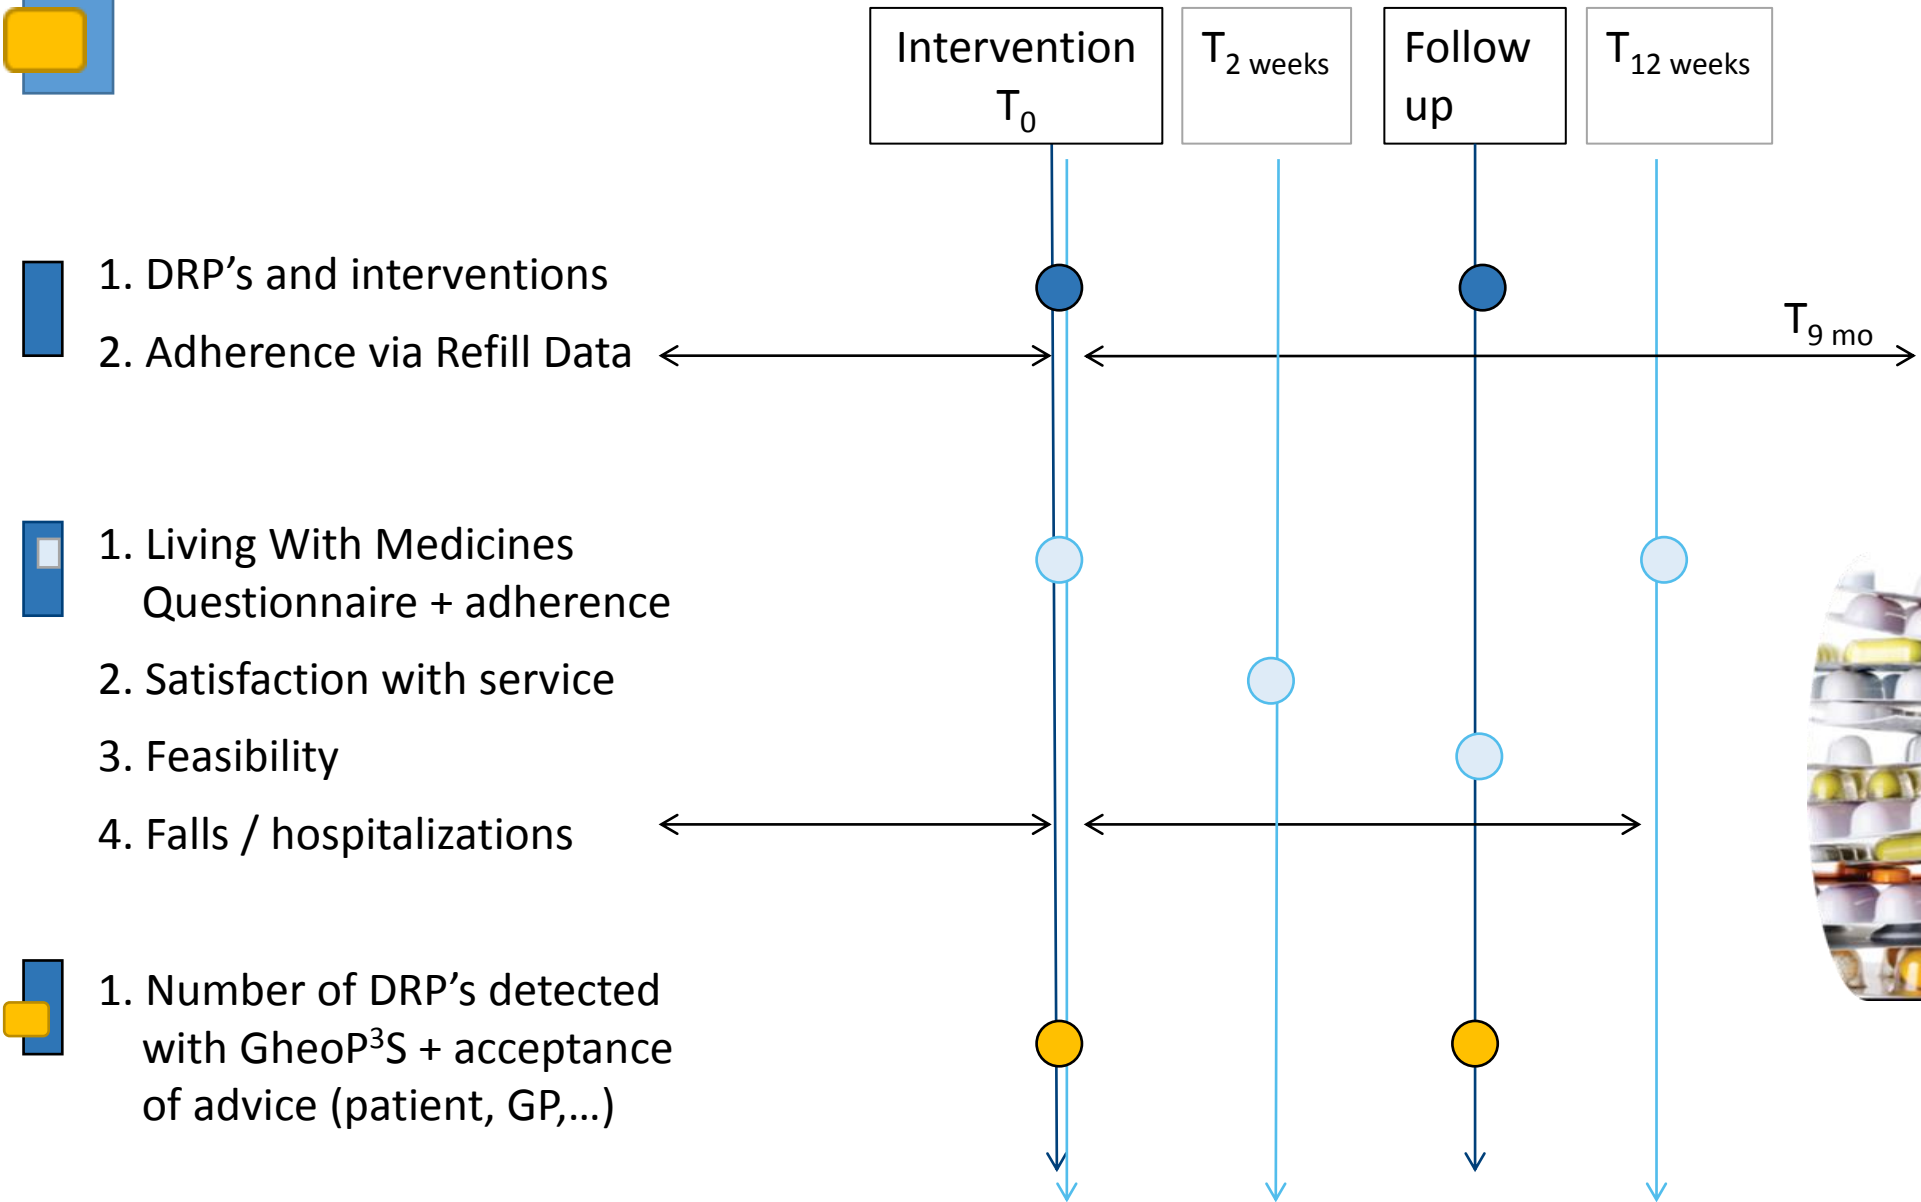 Intervention
T0
T2 weeks
Follow
up
T12 weeks
1. DRP's and interventions
T9 mo
2. Adherence via Refill Data
1. Living With Medicines
Questionnaire + adherence
2. Satisfaction with service
3. Feasibility
4. Falls / hospitalizations
1. Number of DRP's detected
with GheoP³S + acceptance
of advice (patient, GP,...)